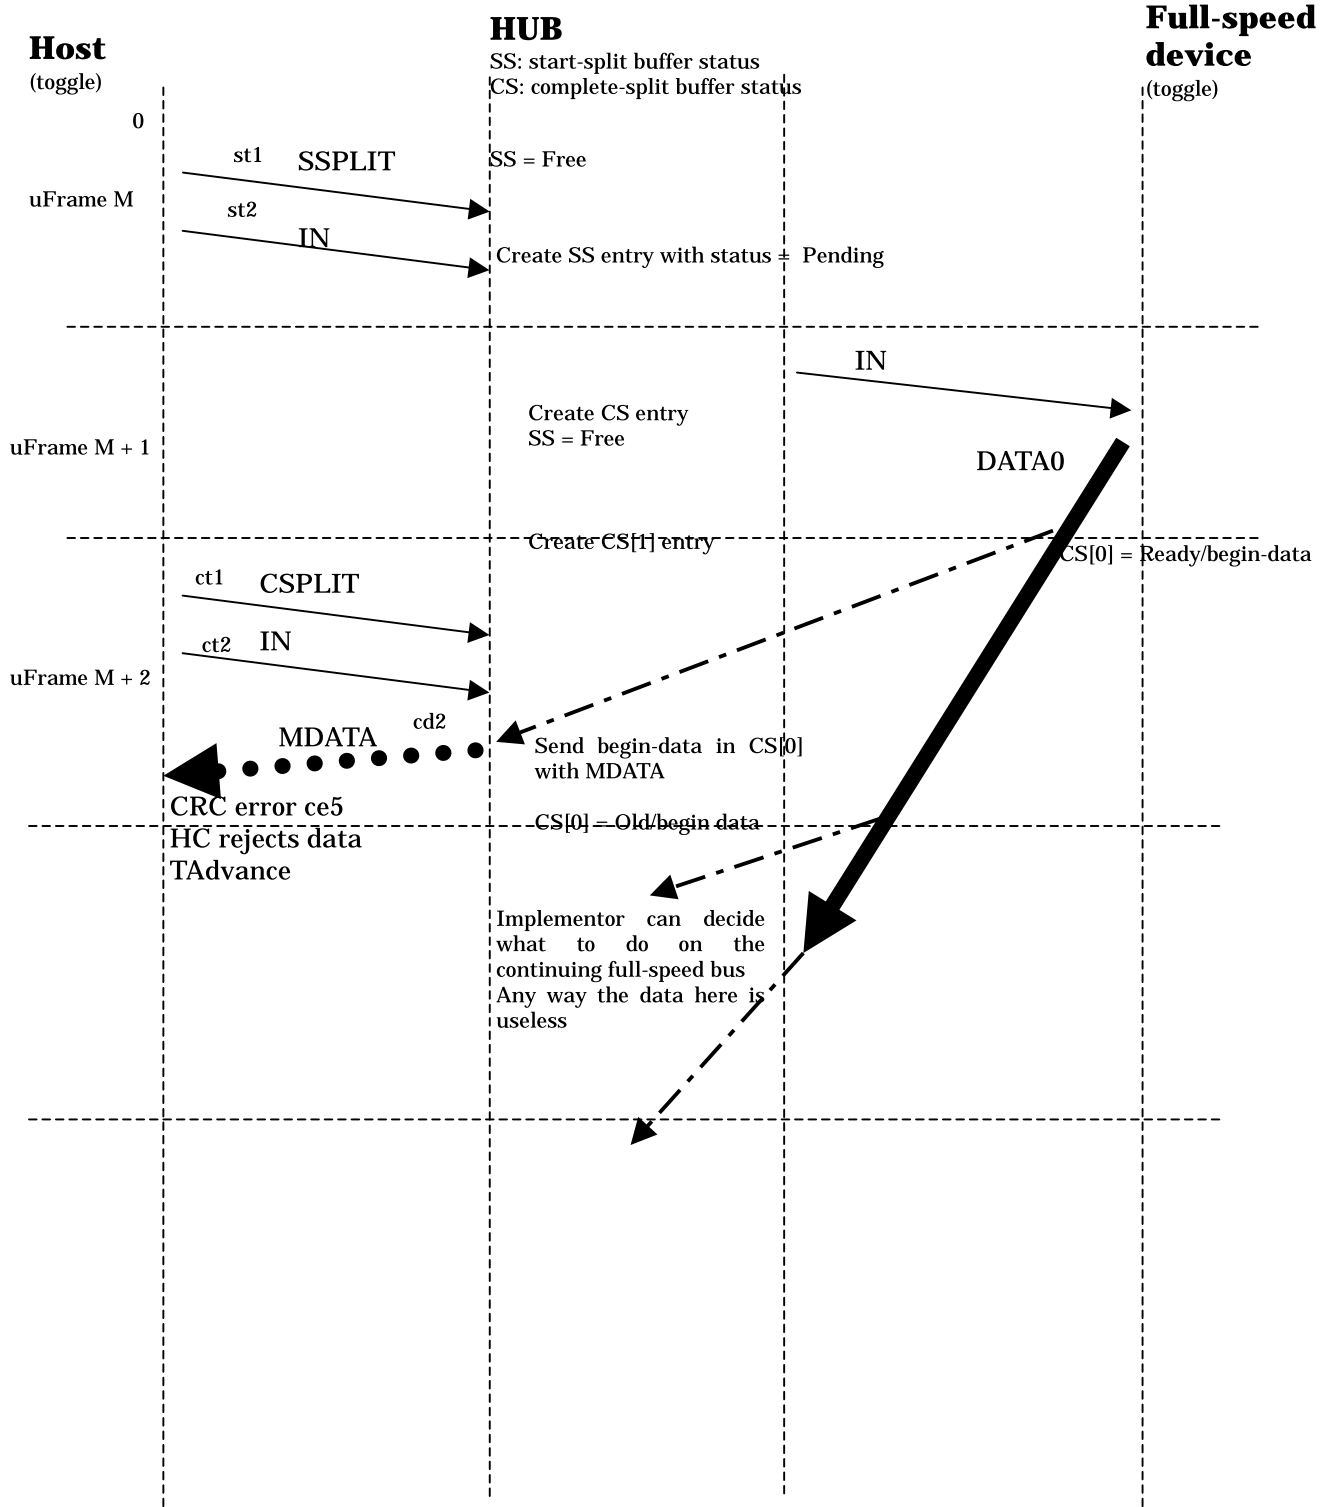 Host
(toggle)
HUB
SS: start-split buffer status
CS: complete-split buffer status
Full-speed
device
(toggle)
0
st1
SSPLIT
SS = Free
uFrame M
st2
IN
Create SS entry with status = Pending
IN
Create CS entry
SS = Free
uFrame M + 1
DATA0
Create CS[1] entry
CS[0] = Ready/begin-data
ct1
CSPLIT
ct2
IN
uFrame M + 2
cd2
MDATA
Send begin-data in CS[0]
with MDATA
CRC error ce5
HC rejects data
TAdvance
CS[0] = Old/begin data
Implementor can decide
what to do on the
continuing full-speed bus
Any way the data here is
useless